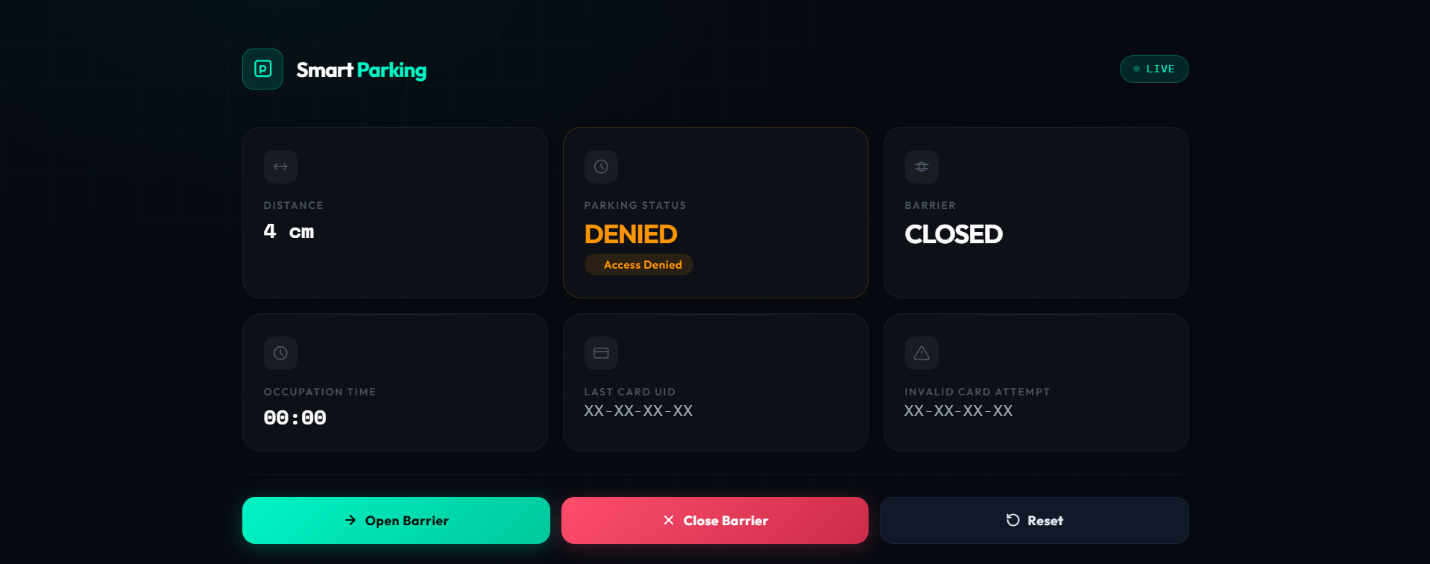 P
Smart Parking
LIVE
DISTANCE
4 cm
PARKING STATUS
DENIED
Access Denied
BARRIER
CLOSED
OCCUPATION TIME
00:00
LAST CARD UID
XX-XX-XX-XX
INVALID CARD ATTEMPT
XX-XX-XX-XX
Open Barrier
Close Barrier
Reset